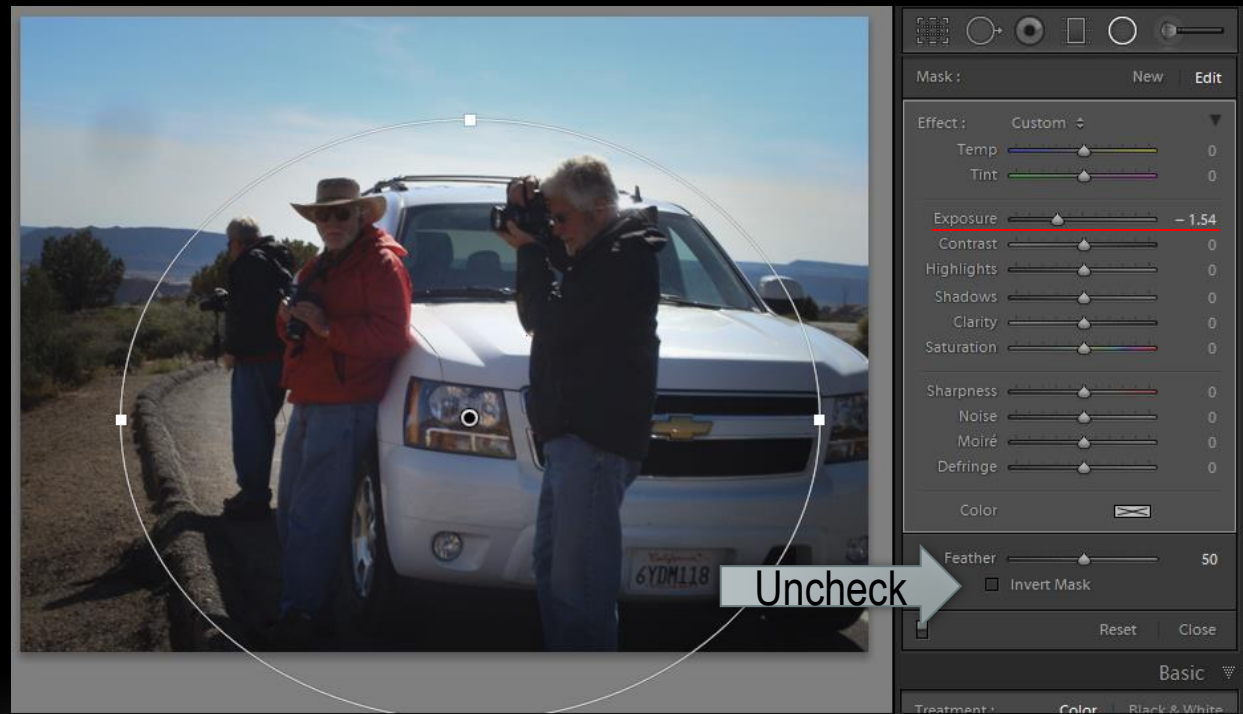 Mask : New Edit
Effect : Custom
Temp 0
Tint 0
Exposure – 1.54
Contrast 0
Highlights 0
Shadows 0
Clarity 0
Saturation 0
Sharpness 0
Noise 0
Moiré 0
Defringe 0
Color
Feather 50
Invert Mask
Uncheck
Reset Close
Basic
Treatment : Color Black & White
California
6YDM118